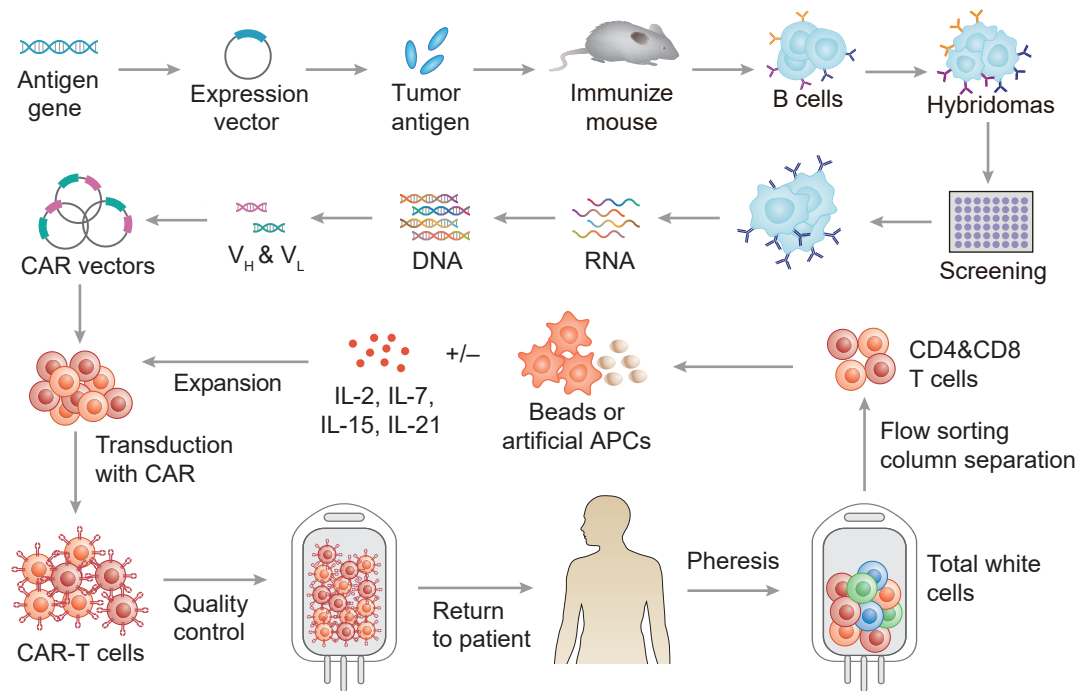 Antigen
gene
Expression
vector
Tumor
antigen
Immunize
mouse
B cells
Hybridomas
CAR vectors
V_H & V_L
DNA
RNA
Screening
Expansion
IL-2, IL-7,
IL-15, IL-21
+/–
Beads or
artificial APCs
CD4&CD8
T cells
Transduction
with CAR
Flow sorting
column separation
CAR-T cells
Quality
control
Return
to patient
Pheresis
Total white
cells